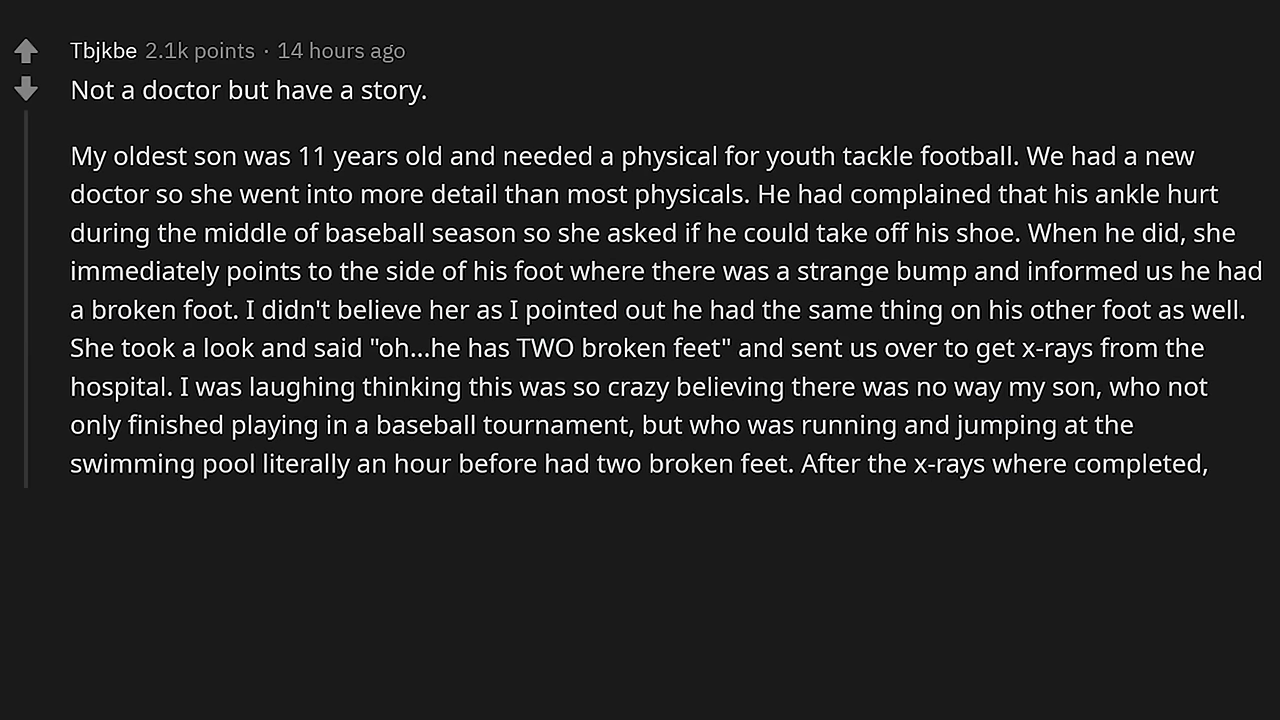 Tbjkbe 2.1k points · 14 hours ago
Not a doctor but have a story.
My oldest son was 11 years old and needed a physical for youth tackle football. We had a new
doctor so she went into more detail than most physicals. He had complained that his ankle hurt
during the middle of baseball season so she asked if he could take off his shoe. When he did, she
immediately points to the side of his foot where there was a strange bump and informed us he had
a broken foot. I didn't believe her as I pointed out he had the same thing on his other foot as well.
She took a look and said "oh...he has TWO broken feet" and sent us over to get x-rays from the
hospital. I was laughing thinking this was so crazy believing there was no way my son, who not
only finished playing in a baseball tournament, but who was running and jumping at the
swimming pool literally an hour before had two broken feet. After the x-rays where completed,